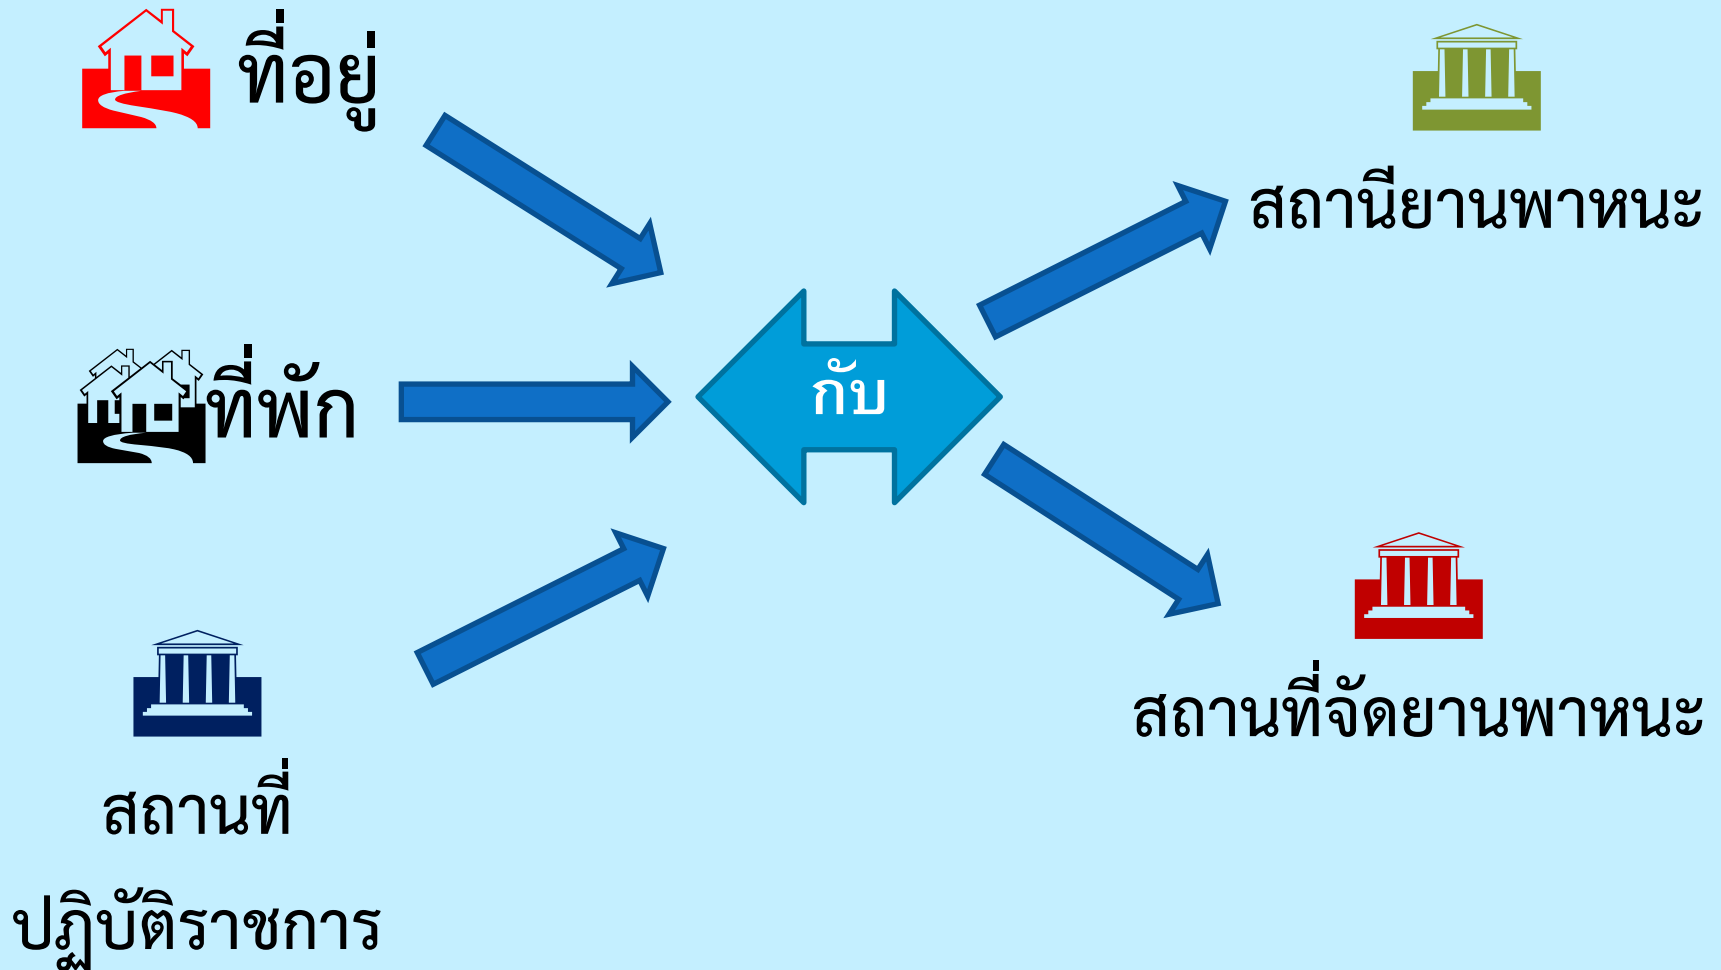 ที่อยู่
สถานียานพาหนะ
ที่พัก
กับ
สถานที่จัดยานพาหนะ
สถานที่
ปฏิบัติราชการ